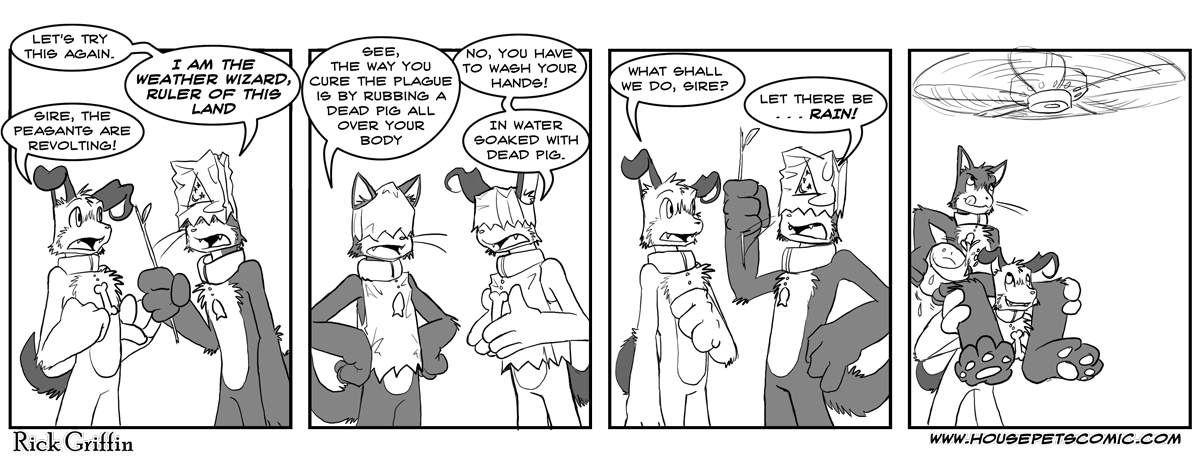 LET'S TRY
THIS AGAIN.
I AM THE
WEATHER WIZARD,
RULER OF THIS
LAND
SIRE, THE
PEASANTS ARE
REVOLTING!
SEE,
THE WAY YOU
CURE THE PLAGUE
IS BY RUBBING A
DEAD PIG ALL
OVER YOUR
BODY
NO, YOU HAVE
TO WASH YOUR
HANDS!
IN WATER
SOAKED WITH
DEAD PIG.
WHAT SHALL
WE DO, SIRE?
LET THERE BE
. . . RAIN!
Rick Griffin
WWW.HOUSEPETSCOMIC.COM